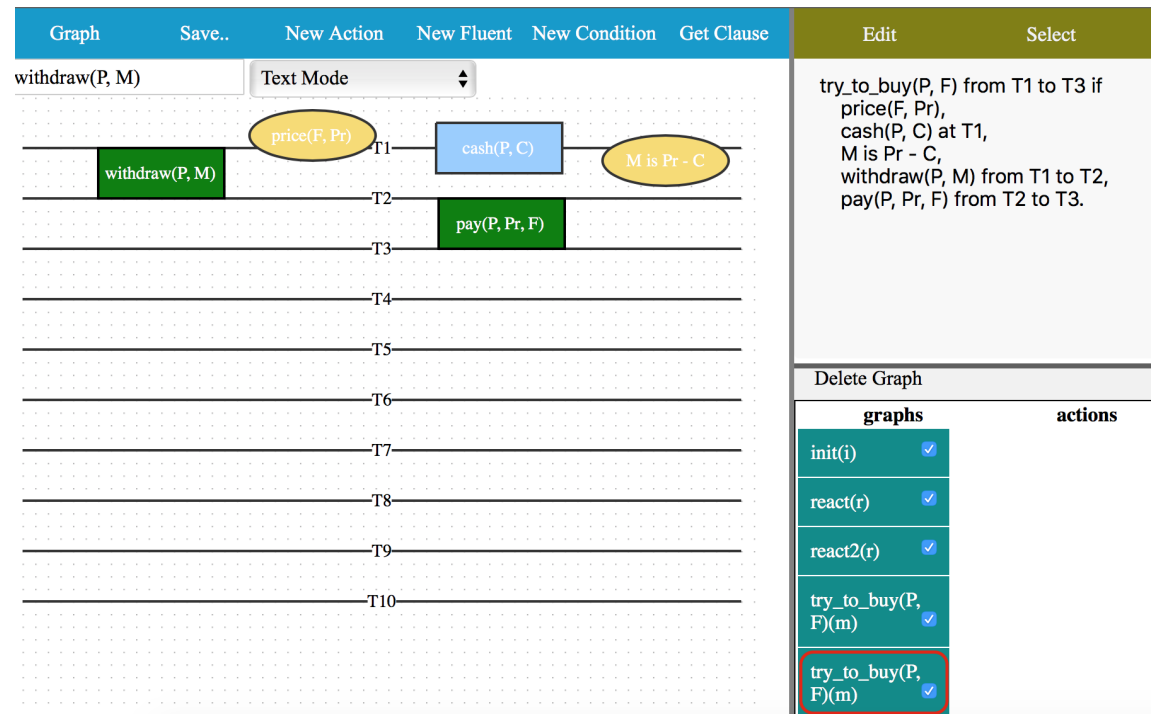 Graph Save.. New Action New Fluent New Condition Get Clause
withdraw(P, M) Text Mode
price(F, Pr)
T1
cash(P, C)
M is Pr - C
withdraw(P, M)
T2
pay(P, Pr, F)
T3
T4
T5
T6
T7
T8
T9
T10
Edit Select
try_to_buy(P, F) from T1 to T3 if
price(F, Pr),
cash(P, C) at T1,
M is Pr - C,
withdraw(P, M) from T1 to T2,
pay(P, Pr, F) from T2 to T3.
Delete Graph
graphs actions
init(i)
react(r)
react2(r)
try_to_buy(P,
F)(m)
try_to_buy(P,
F)(m)